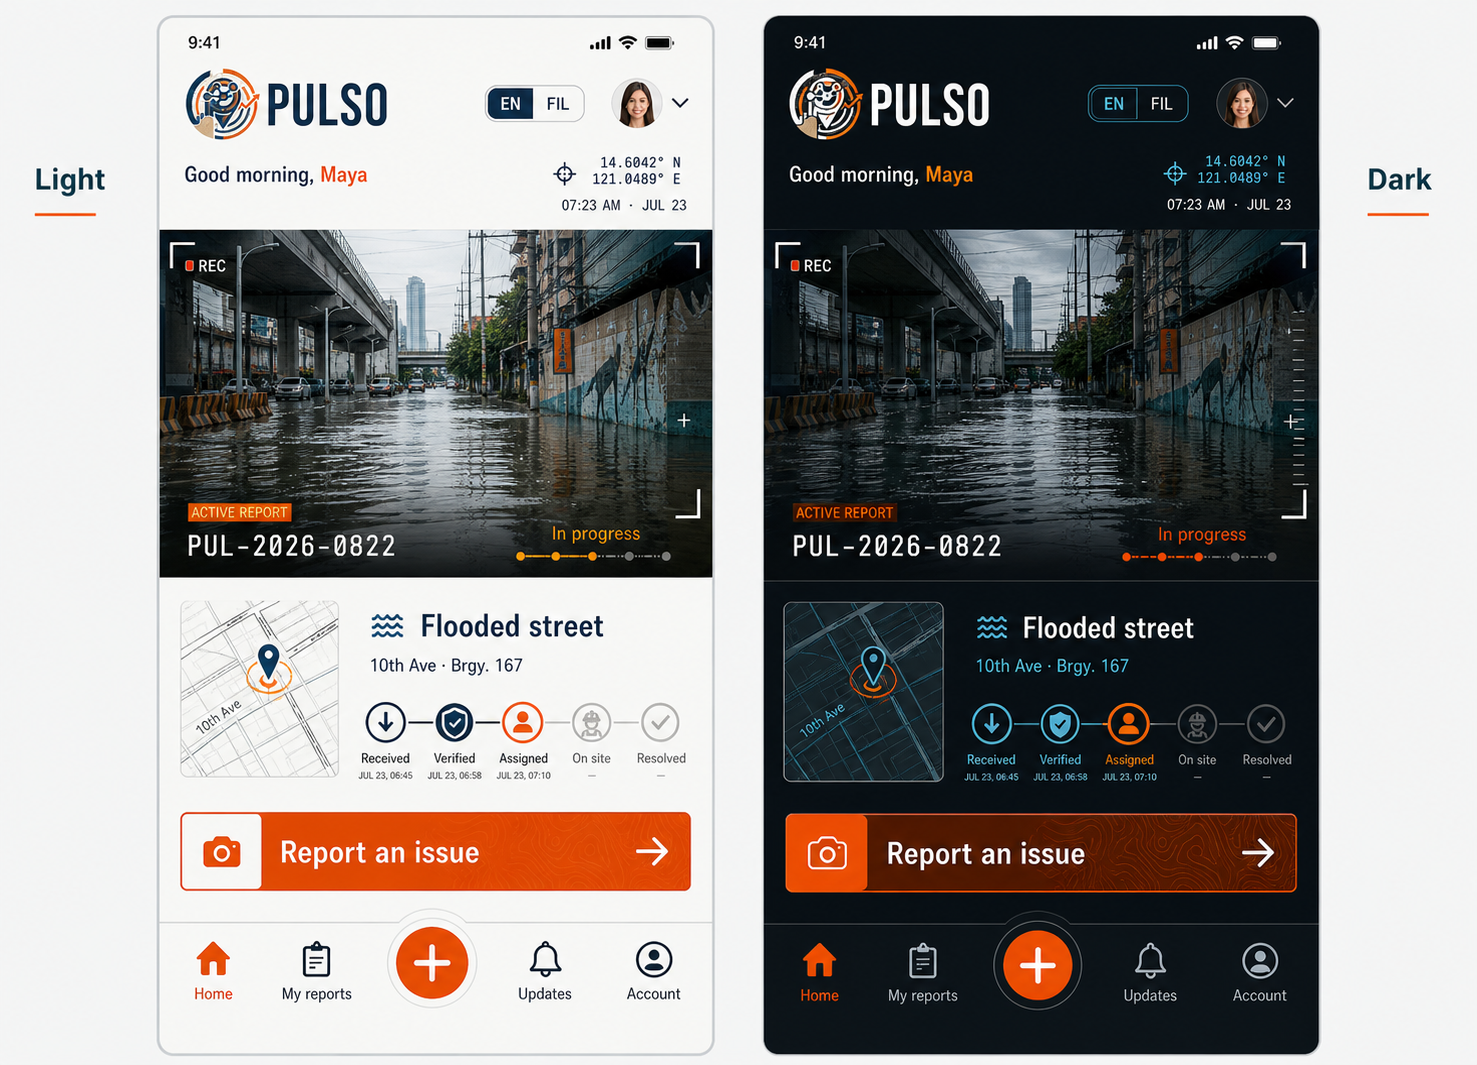 Light
9:41
PULSO
EN FIL
Good morning, Maya
14.6042° N
121.0489° E
07:23 AM · JUL 23
REC
ACTIVE REPORT
PUL-2026-0822
In progress
10th Ave
Flooded street
10th Ave · Brgy. 167
Received Verified Assigned On site Resolved
JUL 23, 06:45 JUL 23, 06:58 JUL 23, 07:10 — —
Report an issue
Home My reports Updates Account
Dark
9:41
PULSO
EN FIL
Good morning, Maya
14.6042° N
121.0489° E
07:23 AM · JUL 23
REC
ACTIVE REPORT
PUL-2026-0822
In progress
10th Ave
Flooded street
10th Ave · Brgy. 167
Received Verified Assigned On site Resolved
JUL 23, 06:45 JUL 23, 06:58 JUL 23, 07:10 — —
Report an issue
Home My reports Updates Account